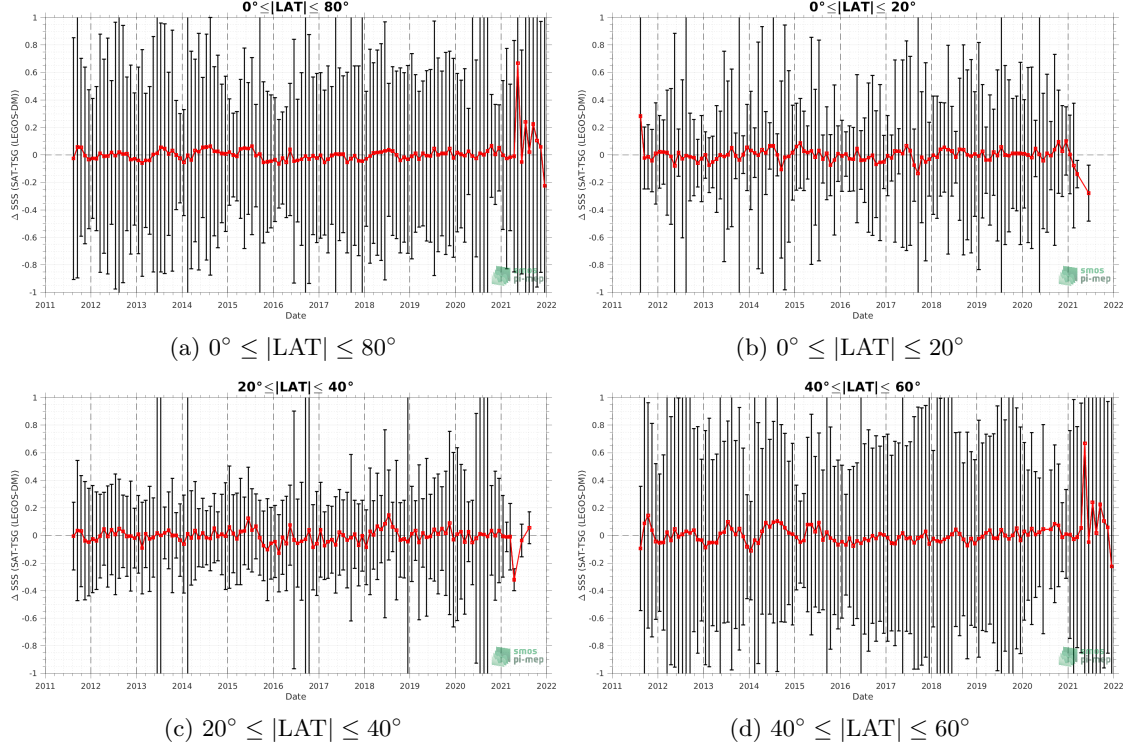 0°≤|LAT|≤ 80°
1
0.8
0.6
0.4
0.2
0
-0.2
-0.4
-0.6
-0.8
-1
Δ SSS (SAT-TSG (LEGOS-DM))
smos
pi-mep
2011 2012 2013 2014 2015 2016 2017 2018 2019 2020 2021 2022
Date
(a) 0° ≤ |LAT| ≤ 80°
0°≤|LAT|≤ 20°
1
0.8
0.6
0.4
0.2
0
-0.2
-0.4
-0.6
-0.8
-1
Δ SSS (SAT-TSG (LEGOS-DM))
smos
pi-mep
2011 2012 2013 2014 2015 2016 2017 2018 2019 2020 2021 2022
Date
(b) 0° ≤ |LAT| ≤ 20°
20°≤|LAT|≤ 40°
1
0.8
0.6
0.4
0.2
0
-0.2
-0.4
-0.6
-0.8
-1
Δ SSS (SAT-TSG (LEGOS-DM))
smos
pi-mep
2011 2012 2013 2014 2015 2016 2017 2018 2019 2020 2021 2022
Date
(c) 20° ≤ |LAT| ≤ 40°
40°≤|LAT|≤ 60°
1
0.8
0.6
0.4
0.2
0
-0.2
-0.4
-0.6
-0.8
-1
Δ SSS (SAT-TSG (LEGOS-DM))
smos
pi-mep
2011 2012 2013 2014 2015 2016 2017 2018 2019 2020 2021 2022
Date
(d) 40° ≤ |LAT| ≤ 60°